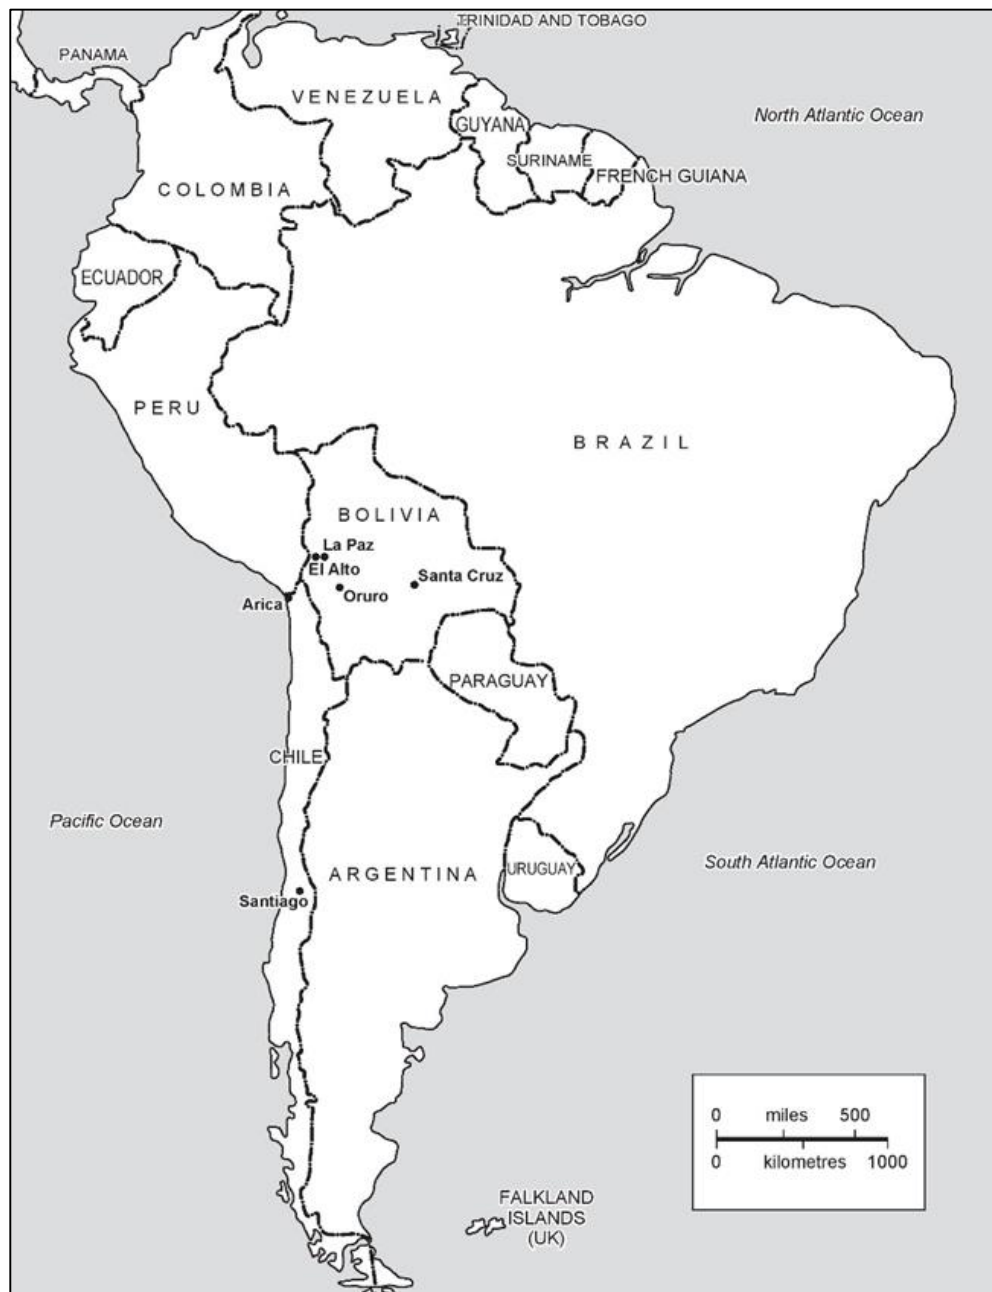 TRINIDAD AND TOBAGO
PANAMA
VENEZUELA
North Atlantic Ocean
GUYANA
SURINAME
FRENCH GUIANA
COLOMBIA
ECUADOR
PERU
BRAZIL
BOLIVIA
La Paz
El Alto
Santa Cruz
Oruro
Arica
PARAGUAY
CHILE
Pacific Ocean
South Atlantic Ocean
ARGENTINA
URUGUAY
Santiago
0 miles 500
0 kilometres 1000
FALKLAND
ISLANDS
(UK)